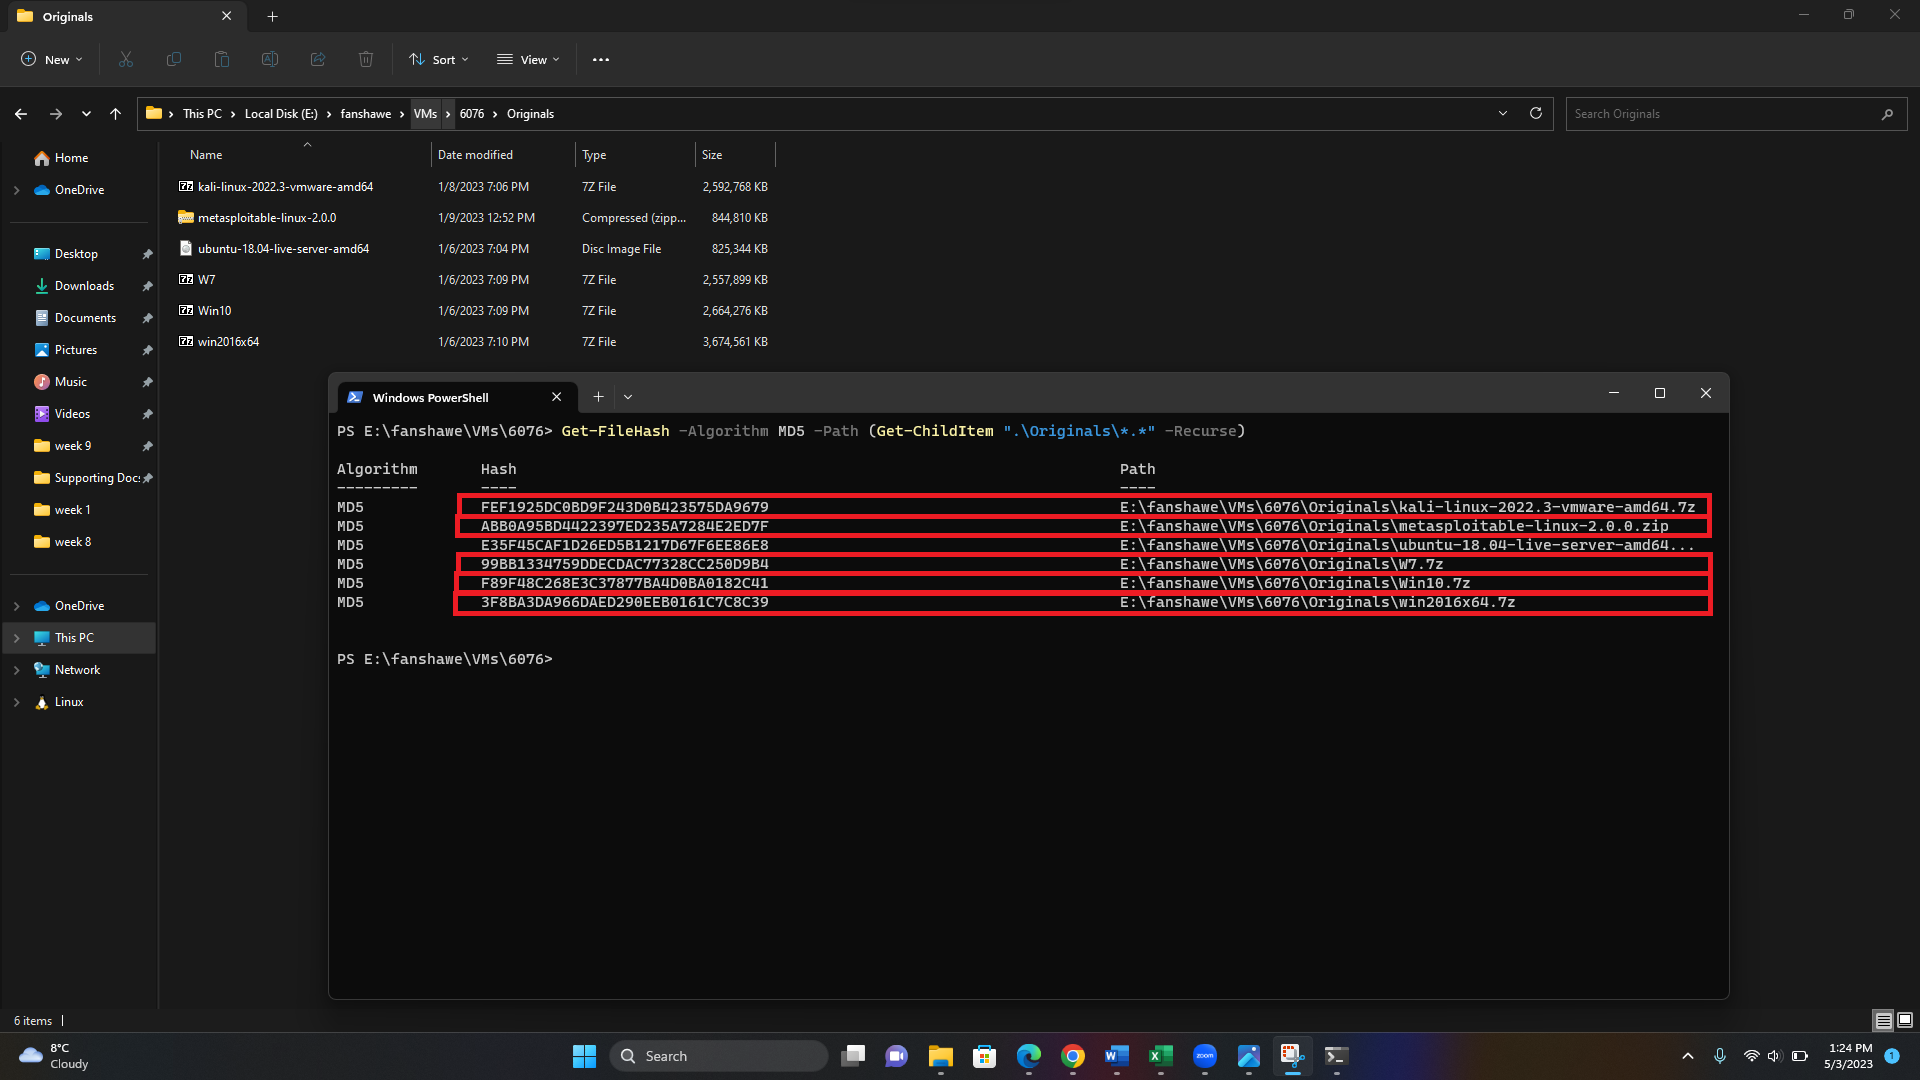 Originals
New Sort View
This PC Local Disk (E:) fanshawe VMs 6076 Originals
Search Originals
Name Date modified Type Size
kali-linux-2022.3-vmware-amd64 1/8/2023 7:06 PM 7Z File 2,592,768 KB
metasploitable-linux-2.0.0 1/9/2023 12:52 PM Compressed (zipp... 844,810 KB
ubuntu-18.04-live-server-amd64 1/6/2023 7:04 PM Disc Image File 825,344 KB
W7 1/6/2023 7:09 PM 7Z File 2,557,899 KB
Win10 1/6/2023 7:09 PM 7Z File 2,664,276 KB
win2016x64 1/6/2023 7:10 PM 7Z File 3,674,561 KB
Home
OneDrive
Desktop
Downloads
Documents
Pictures
Music
Videos
week 9
Supporting Doc:
week 1
week 8
OneDrive
This PC
Network
Linux
Windows PowerShell
PS E:\fanshawe\VMs\6076> Get-FileHash -Algorithm MD5 -Path (Get-ChildItem ".\Originals\*.*" -Recurse)
Algorithm Hash Path
--------- ---- ----
MD5 FEF1925DC0BD9F243D0B423575DA9679 E:\fanshawe\VMs\6076\Originals\kali-linux-2022.3-vmware-amd64.7z
MD5 ABB0A95BD4422397ED235A7284E2ED7F E:\fanshawe\VMs\6076\Originals\metasploitable-linux-2.0.0.zip
MD5 E35F45CAF1D26ED5B1217D67F6EE86E8 E:\fanshawe\VMs\6076\Originals\ubuntu-18.04-live-server-amd64...
MD5 99BB1334759DDECDAC77328CC250D9B4 E:\fanshawe\VMs\6076\Originals\W7.7z
MD5 F89F48C268E3C37877BA4D0BA0182C41 E:\fanshawe\VMs\6076\Originals\Win10.7z
MD5 3F8BA3DA966DAED290EEB0161C7C8C39 E:\fanshawe\VMs\6076\Originals\win2016x64.7z
PS E:\fanshawe\VMs\6076>
6 items
8°C
Cloudy
Search
zoom
1:24 PM
5/3/2023
1